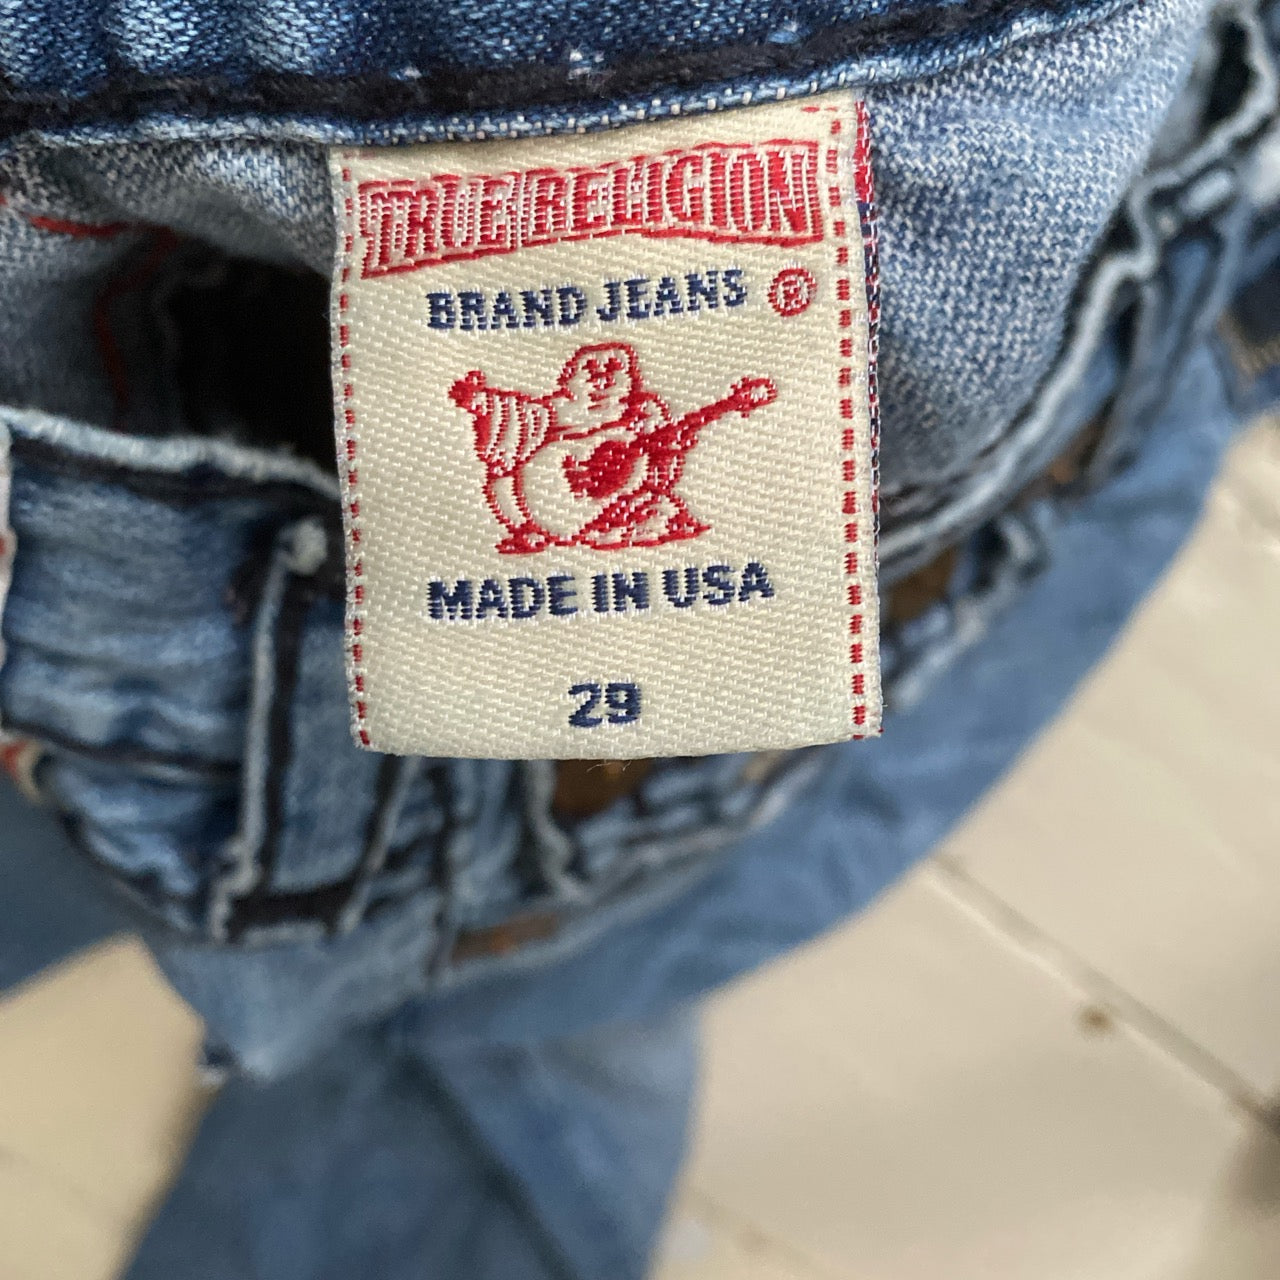 TRUE RELIGION
BRAND JEANS ®
MADE IN USA
29